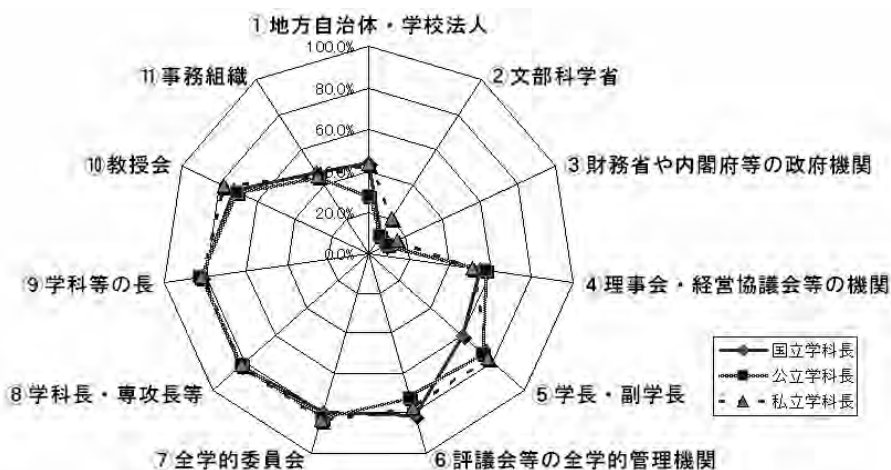 ①地方自治体・学校法人
100.0%
⑪事務組織
②文部科学省
80.0%
60.0%
⑩教授会
③財務省や内閣府等の政府機関
20.0%
0.0%
⑨学科等の長
④理事会・経営協議会等の機関
国立学科長
公立学科長
私立学科長
⑧学科長・専攻長等
⑤学長・副学長
⑦全学的委員会
⑥評議会等の全学的管理機関